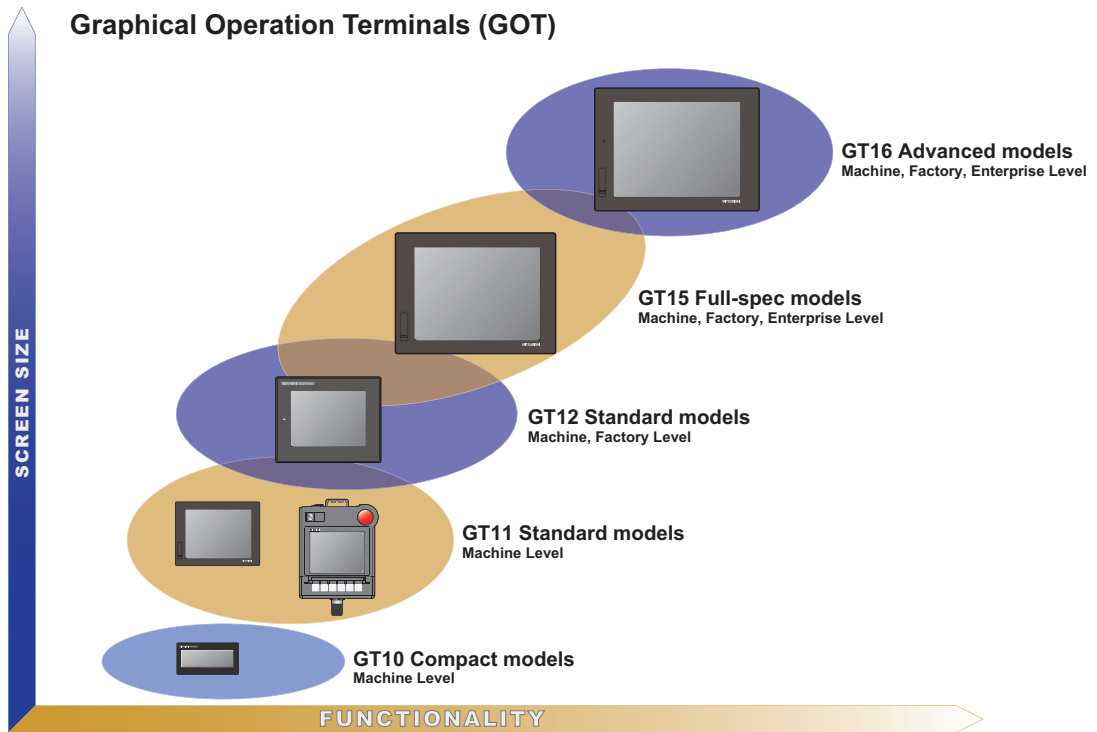 Graphical Operation Terminals (GOT)
GT16 Advanced models
Machine, Factory, Enterprise Level
GT15 Full-spec models
Machine, Factory, Enterprise Level
GT12 Standard models
Machine, Factory Level
GT11 Standard models
Machine Level
GT10 Compact models
Machine Level
SCREEN SIZE
FUNCTIONALITY